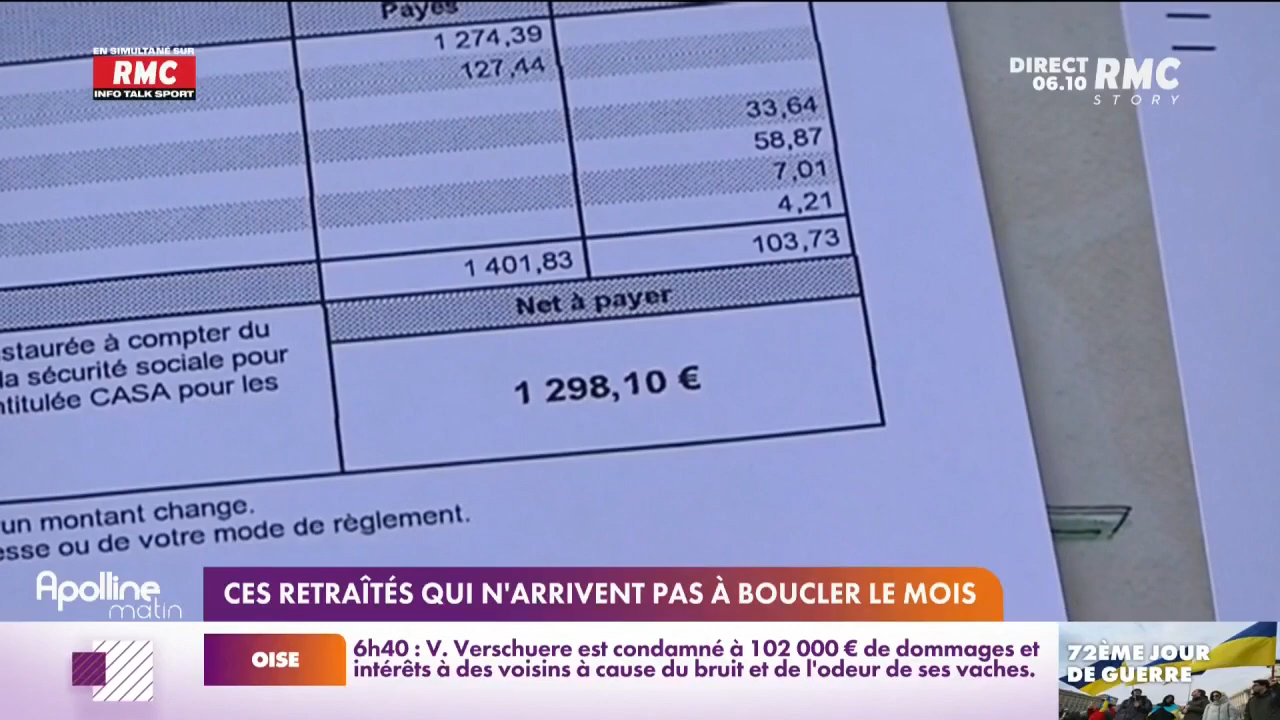 EN SIMULTANÉ SUR
RMC
INFO TALK SPORT
DIRECT
06.10
RMC
STORY
Payés
1 274,39
127,44
33,64
58,87
7,01
4,21
1 401,83
103,73
Net à payer
1 298,10 €
staurée à compter du
la sécurité sociale pour
ntitulée CASA pour les
un montant change.
esse ou de votre mode de règlement.
Apolline
matin
CES RETRAÎTÉS QUI N'ARRIVENT PAS À BOUCLER LE MOIS
OISE
6h40 : V. Verschuere est condamné à 102 000 € de dommages et
intérêts à des voisins à cause du bruit et de l'odeur de ses vaches.
72ÈME JOUR
DE GUERRE